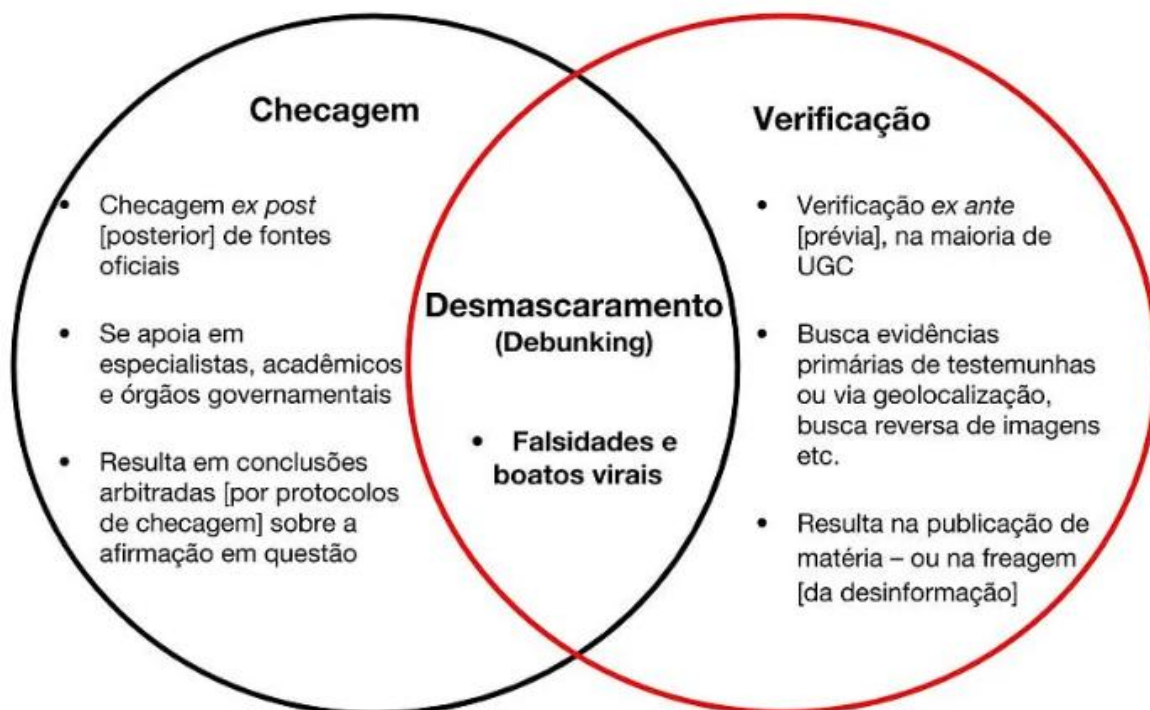 Checagem
• Checagem ex post
[posterior] de fontes
oficiais
• Se apoia em
especialistas, acadêmicos
e órgãos governamentais
• Resulta em conclusões
arbitradas [por protocolos
de checagem] sobre a
afirmação em questão
Desmascaramento
(Debunking)
• Falsidades e
boatos virais
Verificação
• Verificação ex ante
[prévia], na maioria de
UGC
• Busca evidências
primárias de testemunhas
ou via geolocalização,
busca reversa de imagens
etc.
• Resulta na publicação de
matéria – ou na freagem
[da desinformação]